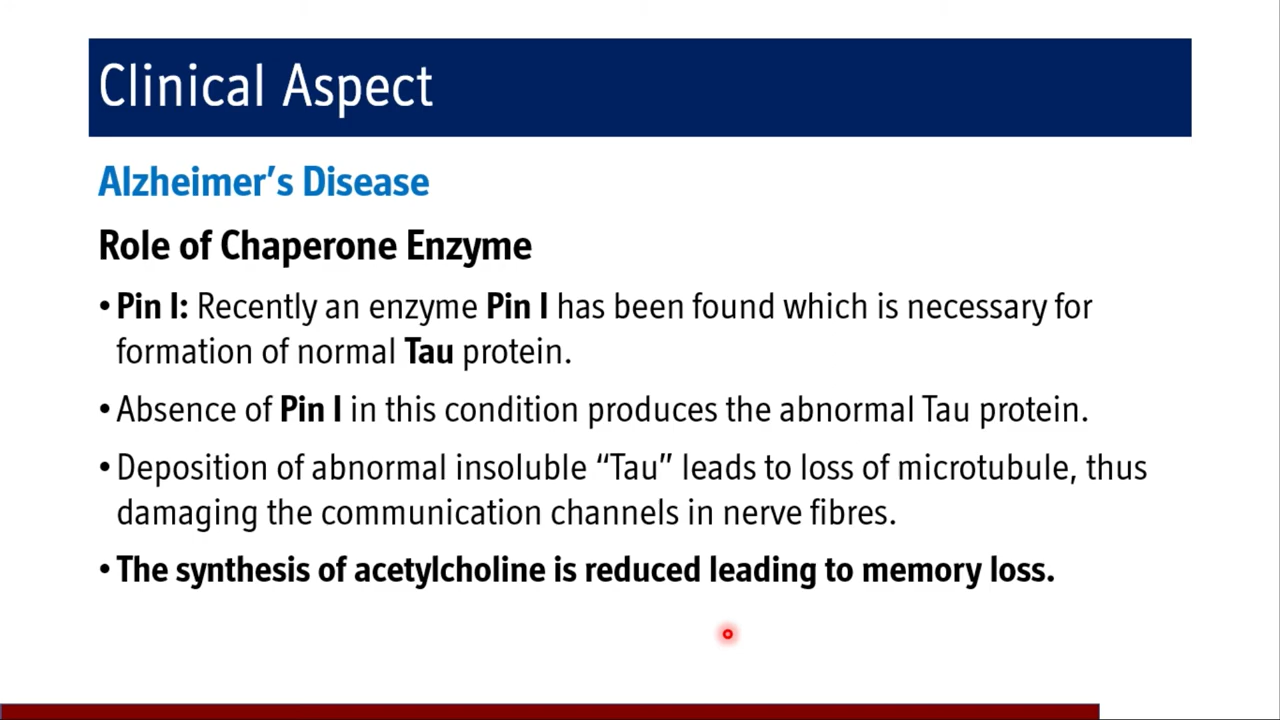 Clinical Aspect
Alzheimer’s Disease
Role of Chaperone Enzyme
• Pin I: Recently an enzyme Pin I has been found which is necessary for
formation of normal Tau protein.
• Absence of Pin I in this condition produces the abnormal Tau protein.
• Deposition of abnormal insoluble “Tau” leads to loss of microtubule, thus
damaging the communication channels in nerve fibres.
• The synthesis of acetylcholine is reduced leading to memory loss.